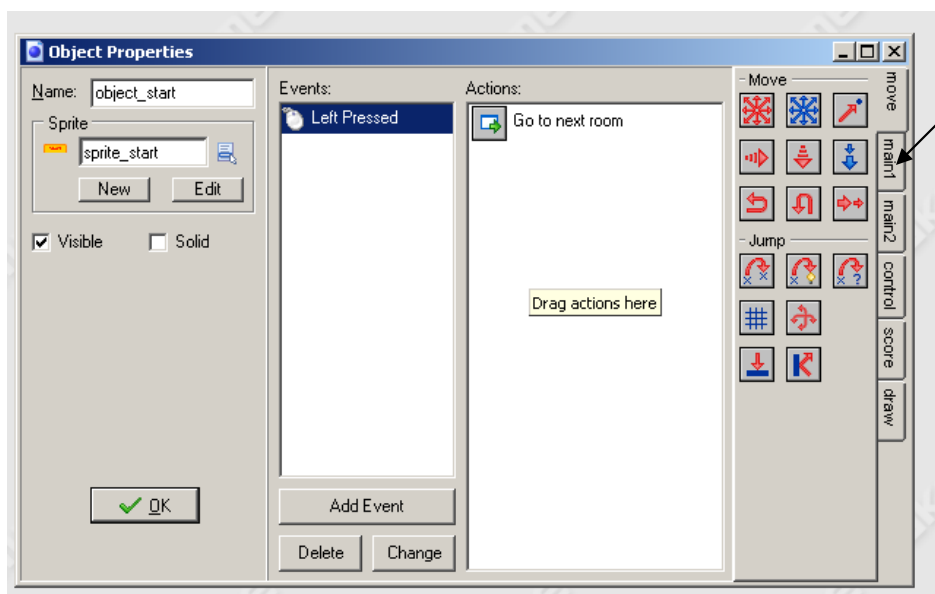 Object Properties
Name: object_start
Sprite
sprite_start
New Edit
Visible Solid
OK
Events:
Left Pressed
Add Event
Delete Change
Actions:
Go to next room
Drag actions here
Move
Jump
move
main1
main2
control
score
draw